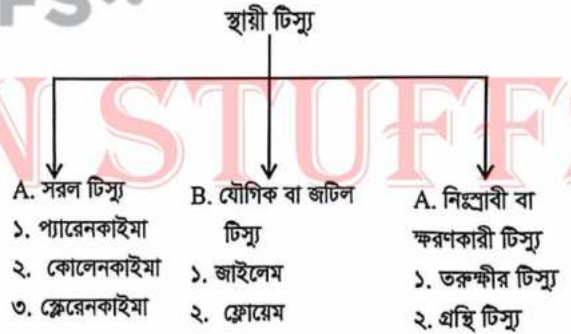 FS
স্থায়ী টিস্যু
N STUFF
A. সরল টিস্যু
১. প্যারেনকাইমা
২. কোলেনকাইমা
৩. স্ক্লেরেনকাইমা
B. যৌগিক বা জটিল
টিস্যু
১. জাইলেম
২. ফ্লোয়েম
A. নিঃস্রাবী বা
ক্ষরণকারী টিস্যু
১. তরুক্ষীর টিস্যু
২. গ্রন্থি টিস্যু